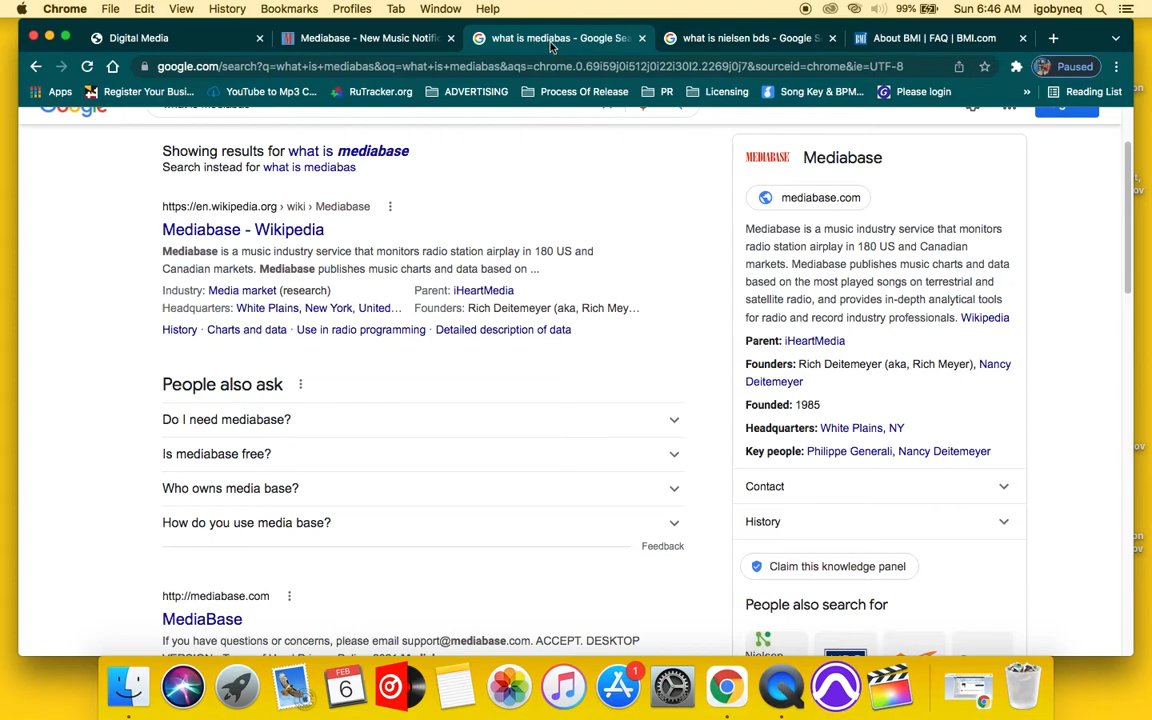 Chrome File Edit View History Bookmarks Profiles Tab Window Help 99% Sun 6:46 AM igobyneq
Digital Media Mediabase - New Music Notific what is mediabas - Google Sea what is nielsen bds - Google S About BMI | FAQ | BMI.com
google.com/search?q=what+is+mediabas&oq=what+is+mediabas&aqs=chrome.0.69i59j0i512j0i22i30l2.2269j0j7&sourceid=chrome&ie=UTF-8 Paused
Apps Register Your Busi... YouTube to Mp3 C... RuTracker.org ADVERTISING Process Of Release PR Licensing Song Key & BPM... Please login » Reading List
Showing results for what is mediabase
Search instead for what is mediabas
https://en.wikipedia.org › wiki › Mediabase
Mediabase - Wikipedia
Mediabase is a music industry service that monitors radio station airplay in 180 US and
Canadian markets. Mediabase publishes music charts and data based on ...
Industry: Media market (research) Parent: iHeartMedia
Headquarters: White Plains, New York, United... Founders: Rich Deitemeyer (aka, Rich Mey...
History · Charts and data · Use in radio programming · Detailed description of data
People also ask
Do I need mediabase?
Is mediabase free?
Who owns media base?
How do you use media base?
Feedback
http://mediabase.com
MediaBase
If you have questions or concerns, please email support@mediabase.com. ACCEPT. DESKTOP
MEDIABASE Mediabase
mediabase.com
Mediabase is a music industry service that
monitors radio station airplay in 180 US
and Canadian
markets. Mediabase publishes music charts and data
based on the most played songs on terrestrial and
satellite radio, and provides in-depth analytical tools
for radio and record industry professionals. Wikipedia
Parent: iHeartMedia
Founders: Rich Deitemeyer (aka, Rich Meyer), Nancy
Deitemeyer
Founded: 1985
Headquarters: White Plains, NY
Key people: Philippe Generali, Nancy Deitemeyer
Contact
History
Claim this knowledge panel
People also search for
Nielsen
FEB
6
1